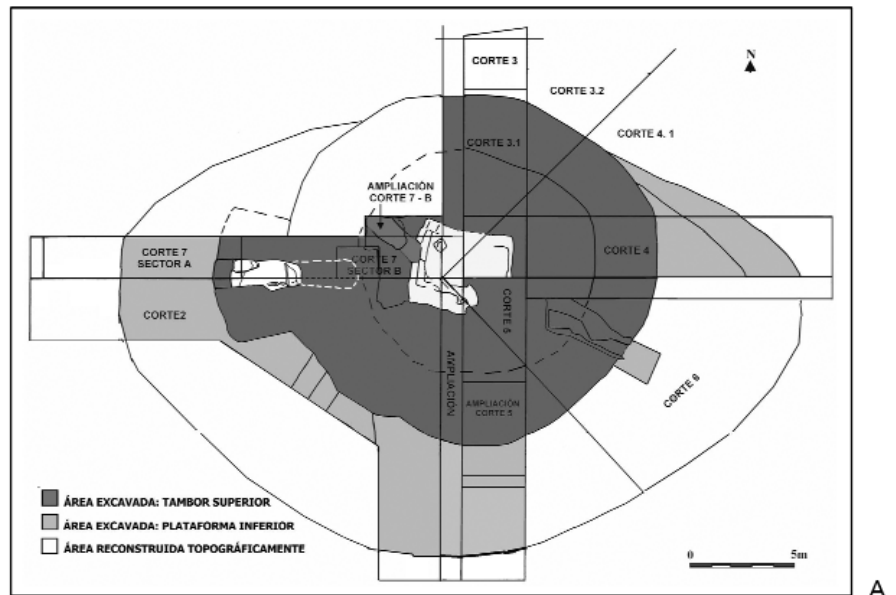 CORTE 3
N
CORTE 3.2
CORTE 4. 1
CORTE 3.1
AMPLIACIÓN
CORTE 7 - B
CORTE 7
SECTOR A
CORTE 7
SECTOR B
CORTE 4
CORTE2
CORTE 5
AMPLIACIÓN
AMPLIACIÓN
CORTE 5
CORTE 6
ÁREA EXCAVADA: TAMBOR SUPERIOR
ÁREA EXCAVADA: PLATAFORMA INFERIOR
ÁREA RECONSTRUIDA TOPOGRÁFICAMENTE
0 5m
A